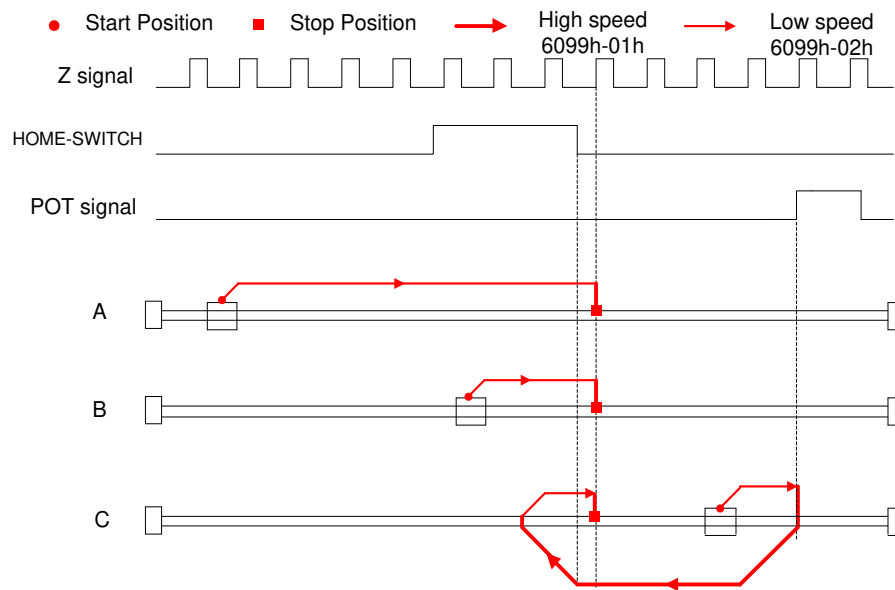 Start Position
Stop Position
High speed
6099h-01h
Low speed
6099h-02h
Z signal
HOME-SWITCH
POT signal
A
B
C